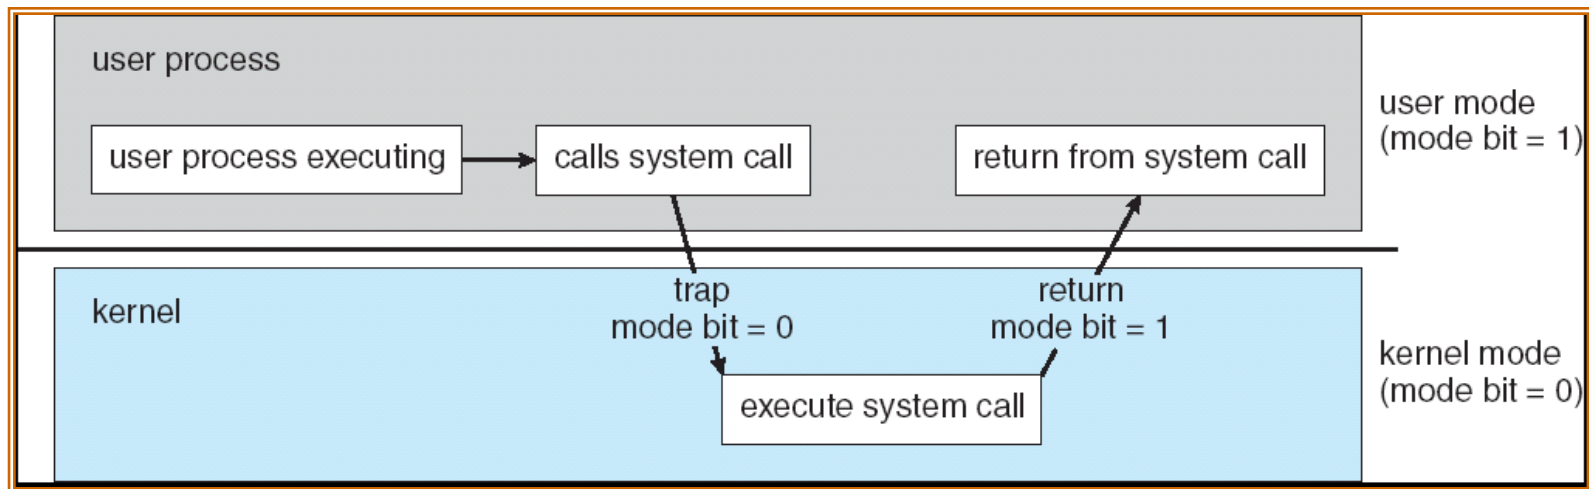 user process
user process executing
calls system call
return from system call
user mode
(mode bit = 1)
kernel
trap
mode bit = 0
return
mode bit = 1
execute system call
kernel mode
(mode bit = 0)